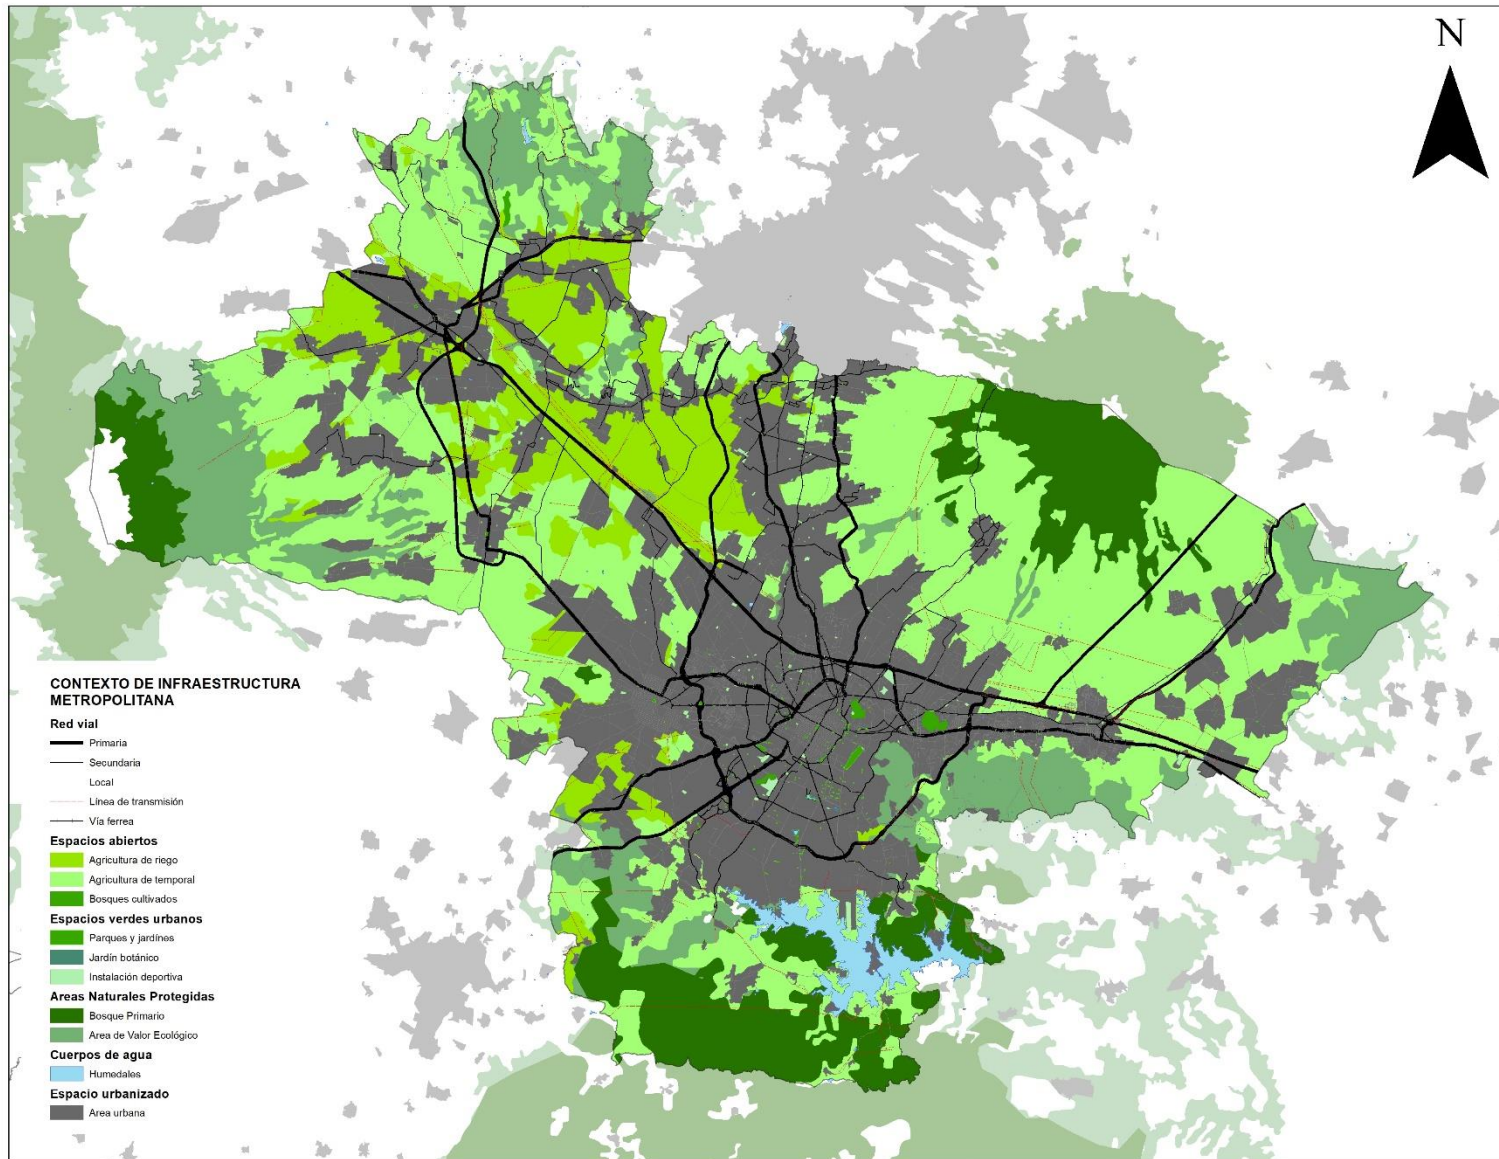 N
CONTEXTO DE INFRAESTRUCTURA
METROPOLITANA
Red vial
Primaria
Secundaria
Local
Línea de transmisión
Vía ferrea
Espacios abiertos
Agricultura de riego
Agricultura de temporal
Bosques cultivados
Espacios verdes urbanos
Parques y jardínes
Jardín botánico
Instalación deportiva
Areas Naturales Protegidas
Bosque Primario
Area de Valor Ecológico
Cuerpos de agua
Humedales
Espacio urbanizado
Area urbana